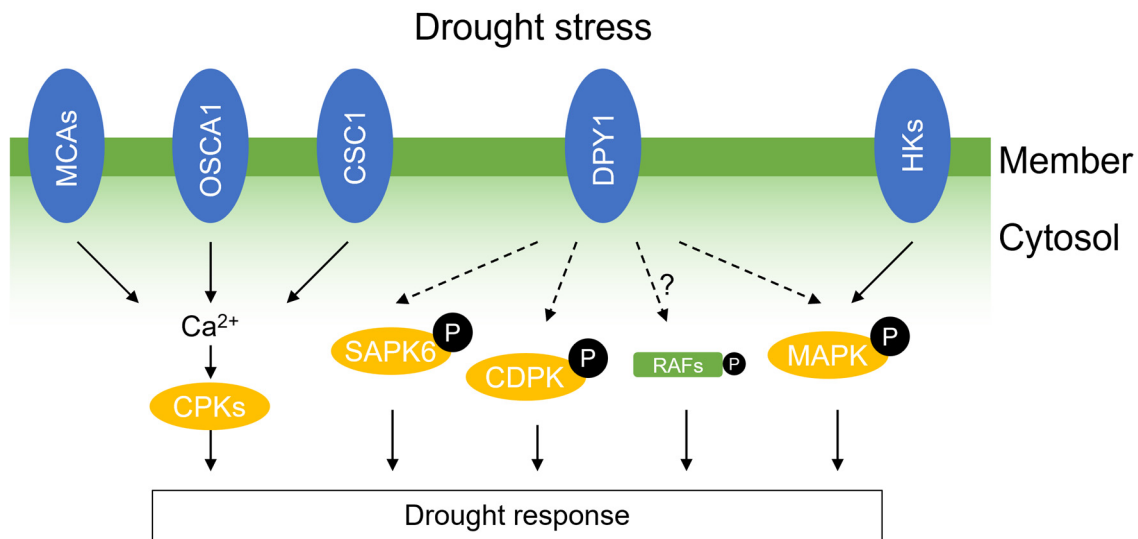 Drought stress
MCAs
OSCA1
CSC1
DPY1
HKs
Member
Cytosol
?
Ca²⁺
SAPK6
P
CDPK
P
RAFs
P
MAPK
P
CPKs
Drought response